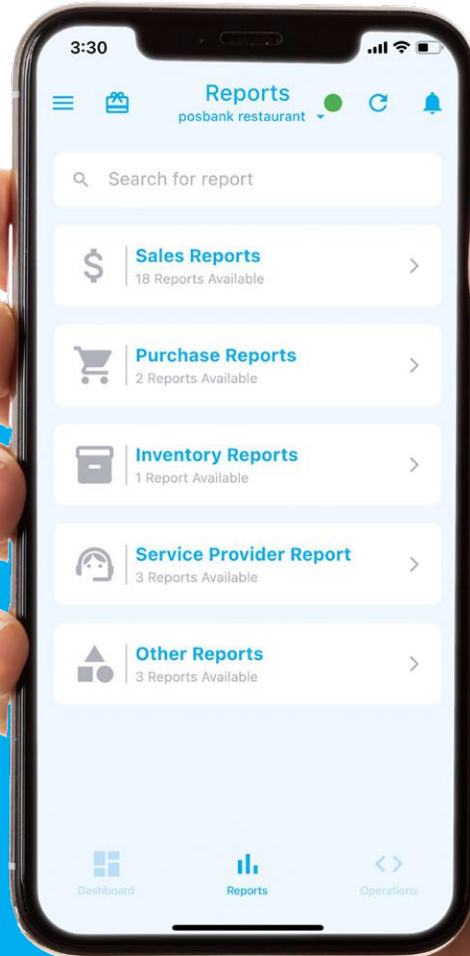 3:30
Reports
posbank restaurant
Search for report
Sales Reports
18 Reports Available
Purchase Reports
2 Reports Available
Inventory Reports
1 Report Available
Service Provider Report
3 Reports Available
Other Reports
3 Reports Available
Dashboard
Reports
Operations